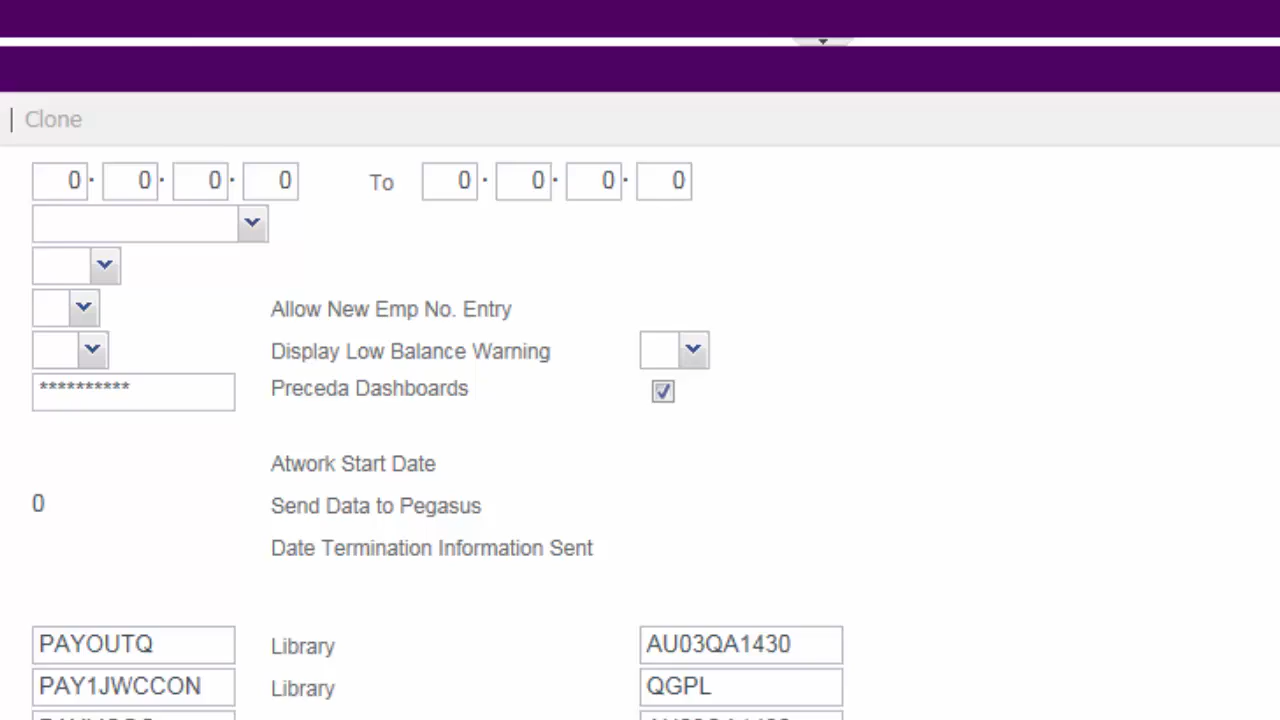 | Clone
0. 0. 0. 0 To 0. 0. 0. 0
Allow New Emp No. Entry
Display Low Balance Warning
********** Preceda Dashboards
Atwork Start Date
0 Send Data to Pegasus
Date Termination Information Sent
PAYOUTQ Library AU03QA1430
PAY1JWCCON Library QGPL